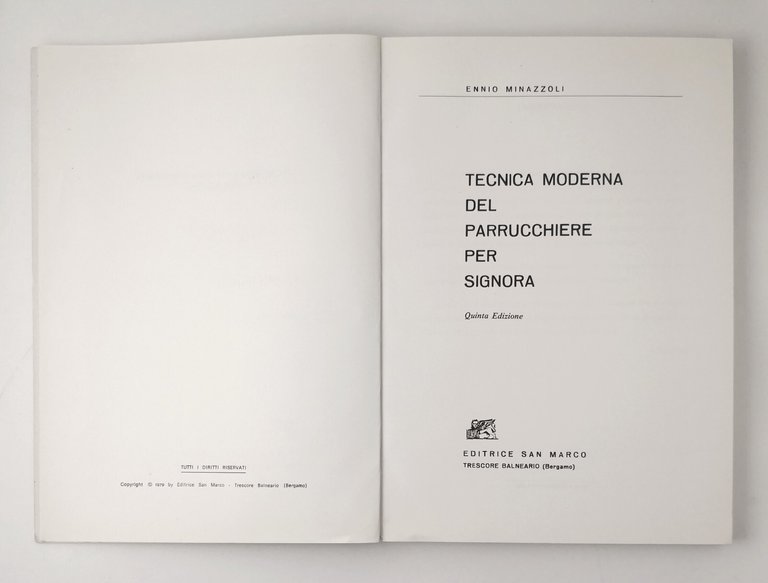 TUTTI I DIRITTI RISERVATI
Copyright © 1979 by Editrice San Marco - Trescore Balneario (Bergamo)
ENNIO MINAZZOLI
TECNICA MODERNA
DEL
PARRUCCHIERE
PER
SIGNORA
Quinta Edizione
EDITRICE SAN MARCO
TRESCORE BALNEARIO (Bergamo)